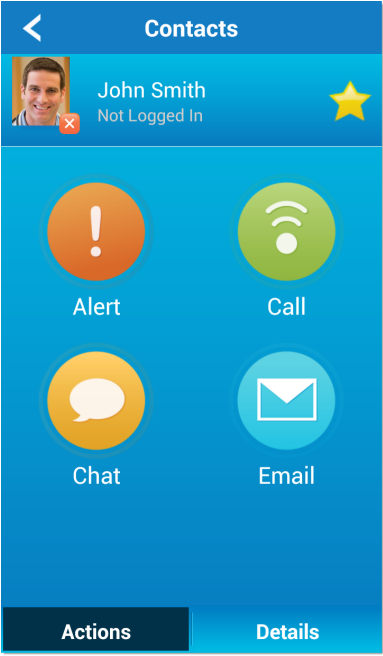 Contacts
John Smith
Not Logged In
Alert
Call
Chat
Email
Actions
Details